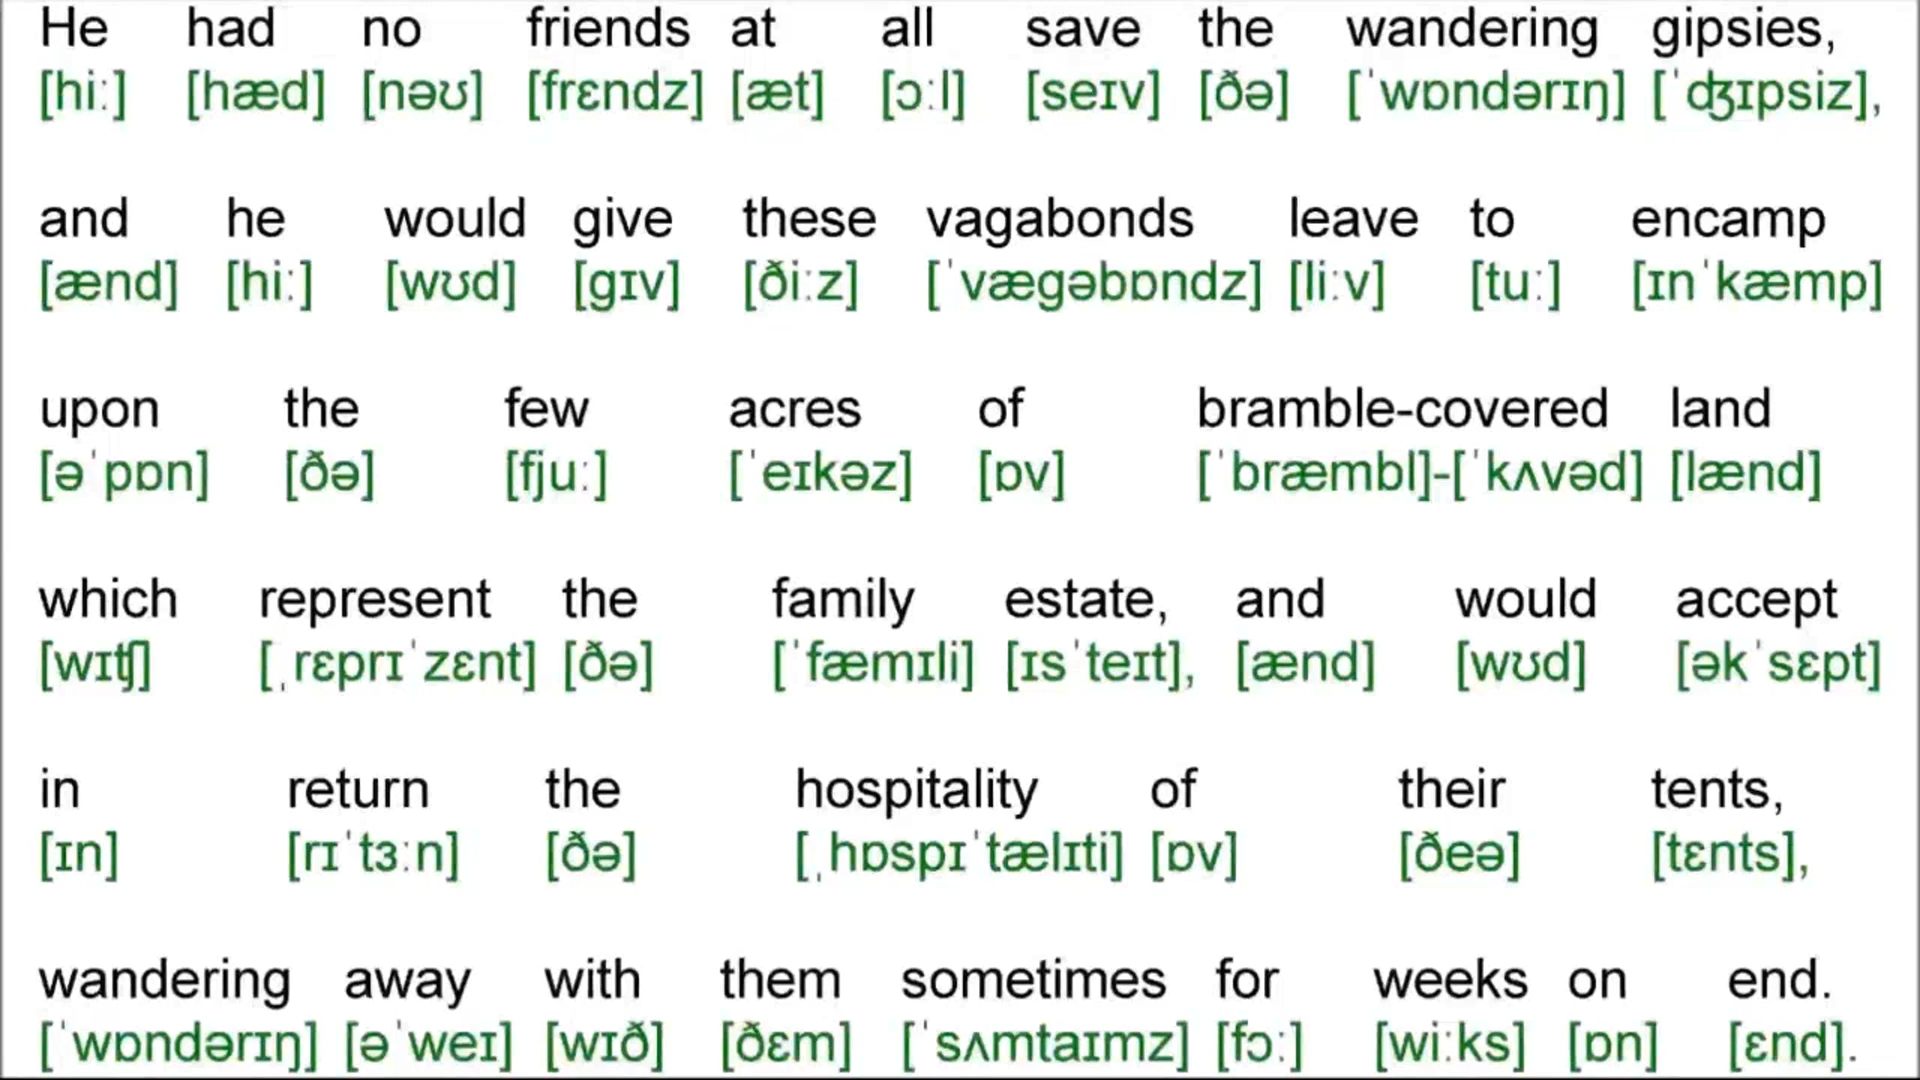 He had no friends at all save the wandering gipsies,
[hiː] [hæd] [nəʊ] [frɛndz] [æt] [ɔːl] [seɪv] [ðə] [ˈwɒndərɪŋ] [ˈʤɪpsiz],
and he would give these vagabonds leave to encamp
[ænd] [hiː] [wʊd] [gɪv] [ðiːz] [ˈvægəbɒndz] [liːv] [tuː] [ɪnˈkæmp]
upon the few acres of bramble-covered land
[əˈpɒn] [ðə] [fjuː] [ˈeɪkəz] [ɒv] [ˈbræmbl]-[ˈkʌvəd] [lænd]
which represent the family estate, and would accept
[wɪʧ] [ˌrɛprɪˈzɛnt] [ðə] [ˈfæmɪli] [ɪsˈteɪt], [ænd] [wʊd] [əkˈsɛpt]
in return the hospitality of their tents,
[ɪn] [rɪˈtɜːn] [ðə] [ˌhɒspɪˈtælɪti] [ɒv] [ðeə] [tɛnts],
wandering away with them sometimes for weeks on end.
[ˈwɒndərɪŋ] [əˈweɪ] [wɪð] [ðɛm] [ˈsʌmtaɪmz] [fɔː] [wiːks] [ɒn] [ɛnd].